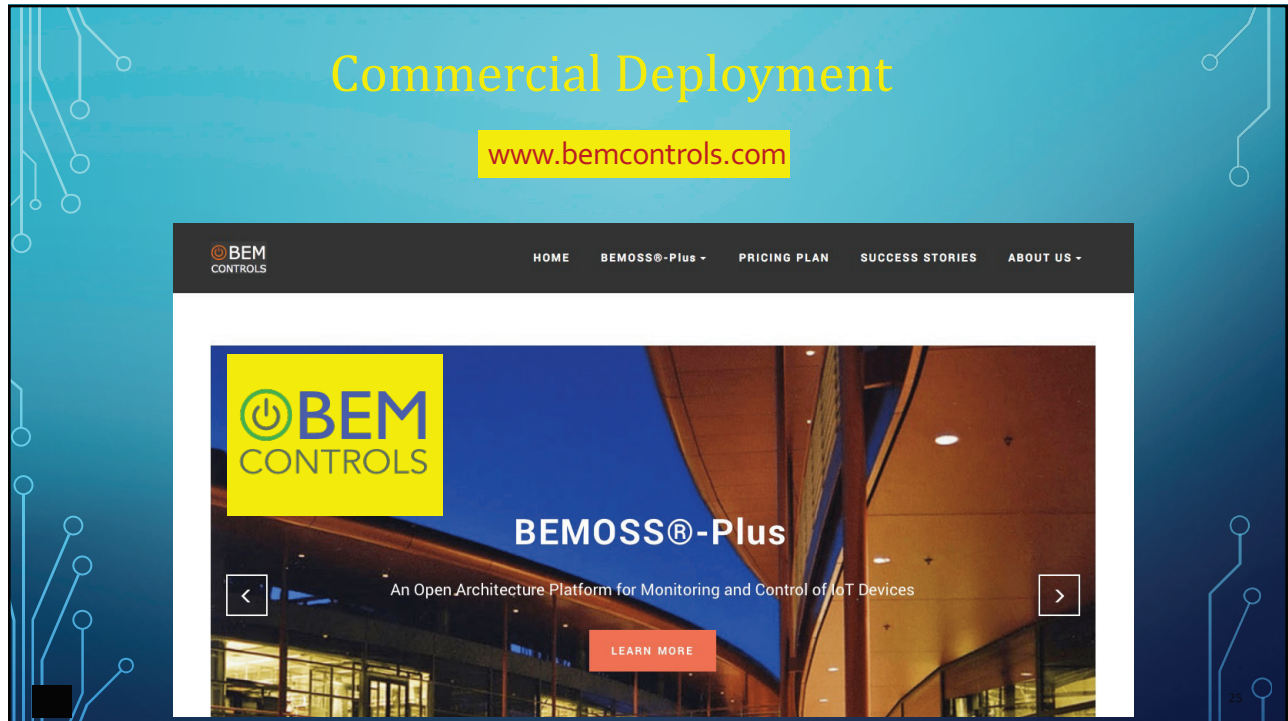 Commercial Deployment
www.bemcontrols.com
BEM
CONTROLS
HOME BEMOSS®-Plus PRICING PLAN SUCCESS STORIES ABOUT US
BEM
CONTROLS
BEMOSS®-Plus
An Open Architecture Platform for Monitoring and Control of IoT Devices
LEARN MORE
25